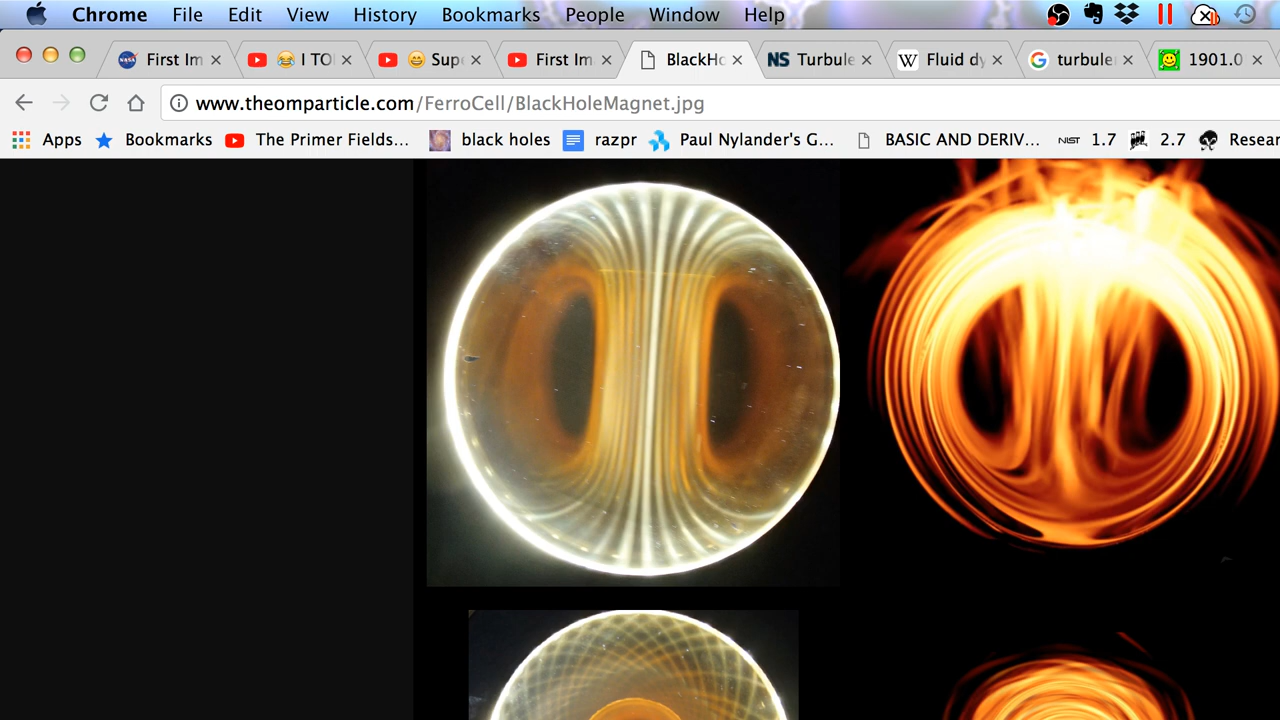 Chrome File Edit View History Bookmarks People Window Help
NASA First Im 😂 I TO 😄 Supe First Im BlackHo NS Turbule W Fluid dy G turbule 1901.0
www.theomparticle.com/FerroCell/BlackHoleMagnet.jpg
Apps Bookmarks The Primer Fields... black holes razpr Paul Nylander's G... BASIC AND DERIV... NIST 1.7 2.7 Resear